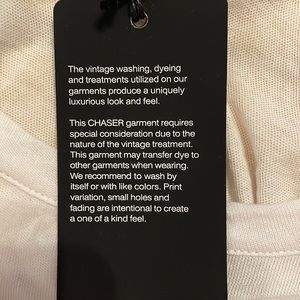 The vintage washing, dyeing
and treatments utilized on our
garments produce a uniquely
luxurious look and feel.
This CHASER garment requires
special consideration due to the
nature of the vintage treatment.
This garment may transfer dye to
other garments when wearing.
We recommend to wash by
itself or with like colors. Print
variation, small holes and
fading are intentional to create
a one of a kind feel.